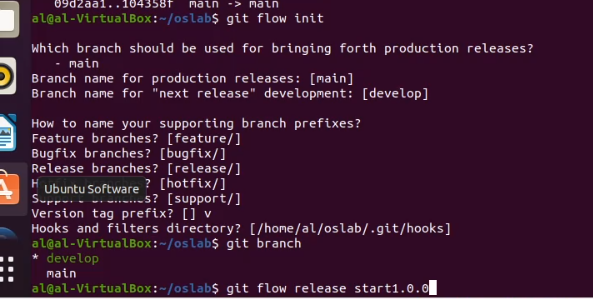 09d2aa1..104358f  main -> main
al@al-VirtualBox:~/oslab$ git flow init

Which branch should be used for bringing forth production releases?
   - main
Branch name for production releases: [main]
Branch name for "next release" development: [develop]

How to name your supporting branch prefixes?
Feature branches? [feature/]
Bugfix branches? [bugfix/]
Release branches? [release/]
[hotfix/]
Ubuntu Software
[support/]
Version tag prefix? [] v
Hooks and filters directory? [/home/al/oslab/.git/hooks]
al@al-VirtualBox:~/oslab$ git branch
* develop
  main
al@al-VirtualBox:~/oslab$ git flow release start1.0.0